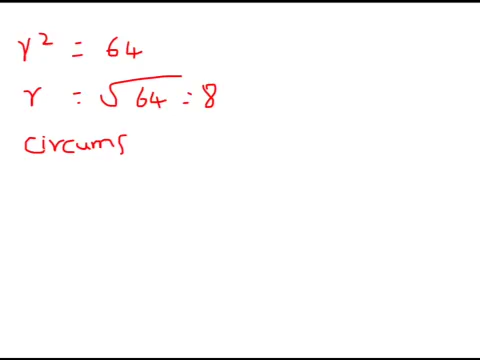 r² = 64
r = √64 = 8
circums